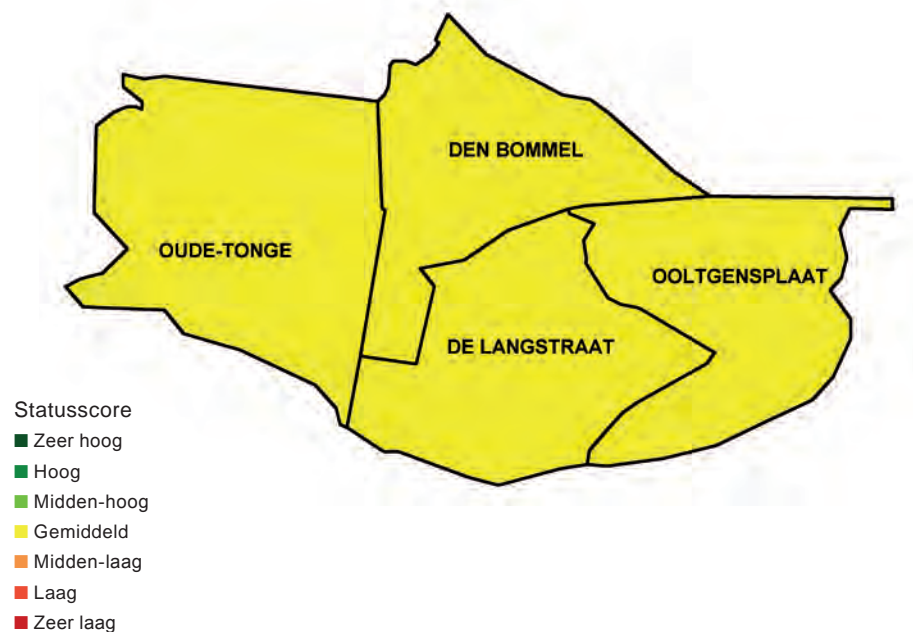 DEN BOMMEL
OUDE-TONGE
OOLTGENSPLAAT
DE LANGSTRAAT
Statusscore
Zeer hoog
Hoog
Midden-hoog
Gemiddeld
Midden-laag
Laag
Zeer laag